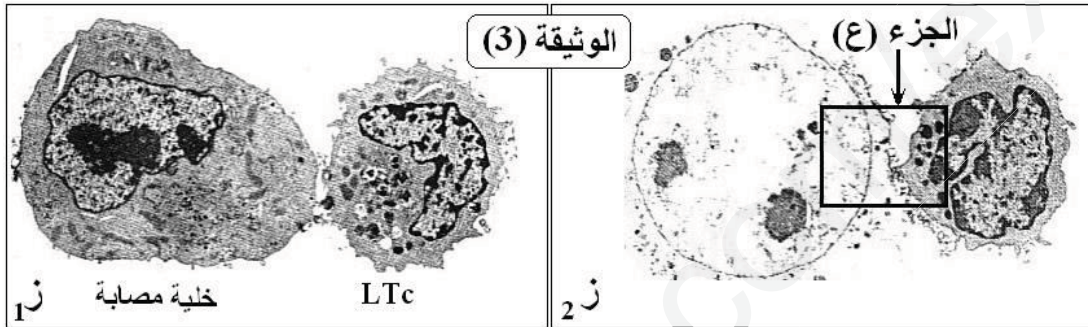 الوثيقة (3)
الجزء (ع)
خلية مصابة
LTc
ز1
ز2